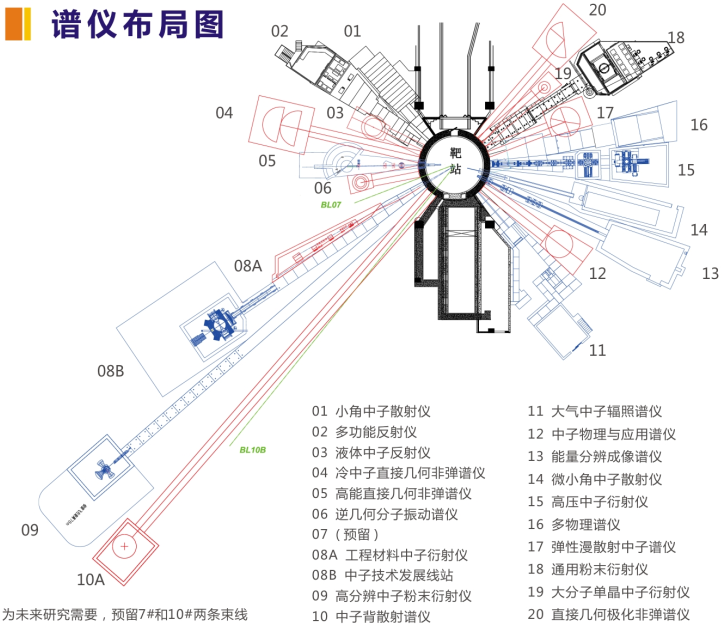 谱仪布局图
20
02
01
18
19
04
03
17
16
靶
站
05
15
06
BL07
14
08A
12
13
08B
11
01 小角中子散射仪
02 多功能反射仪
03 液体中子反射仪
04 冷中子直接几何非弹谱仪
05 高能直接几何非弹谱仪
06 逆几何分子振动谱仪
07（预留）
08A 工程材料中子衍射仪
08B 中子技术发展线站
09 高分辨中子粉末衍射仪
10 中子背散射谱仪
11 大气中子辐照谱仪
12 中子物理与应用谱仪
13 能量分辨成像谱仪
14 微小角中子散射仪
15 高压中子衍射仪
16 多物理谱仪
17 弹性漫散射中子谱仪
18 通用粉末衍射仪
19 大分子单晶中子衍射仪
20 直接几何极化非弹谱仪
BL10B
09
10A
为未来研究需要，预留7#和10#两条束线